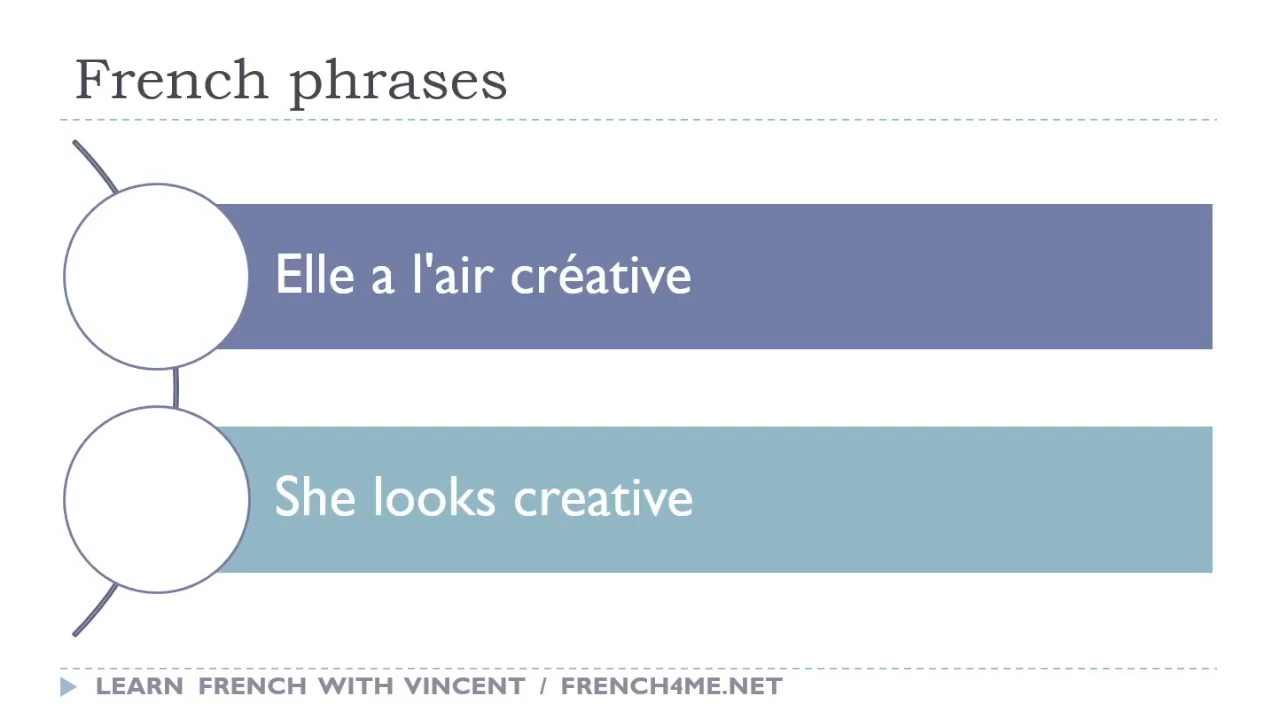 French phrases
Elle a l'air créative
She looks creative
LEARN FRENCH WITH VINCENT / FRENCH4ME.NET